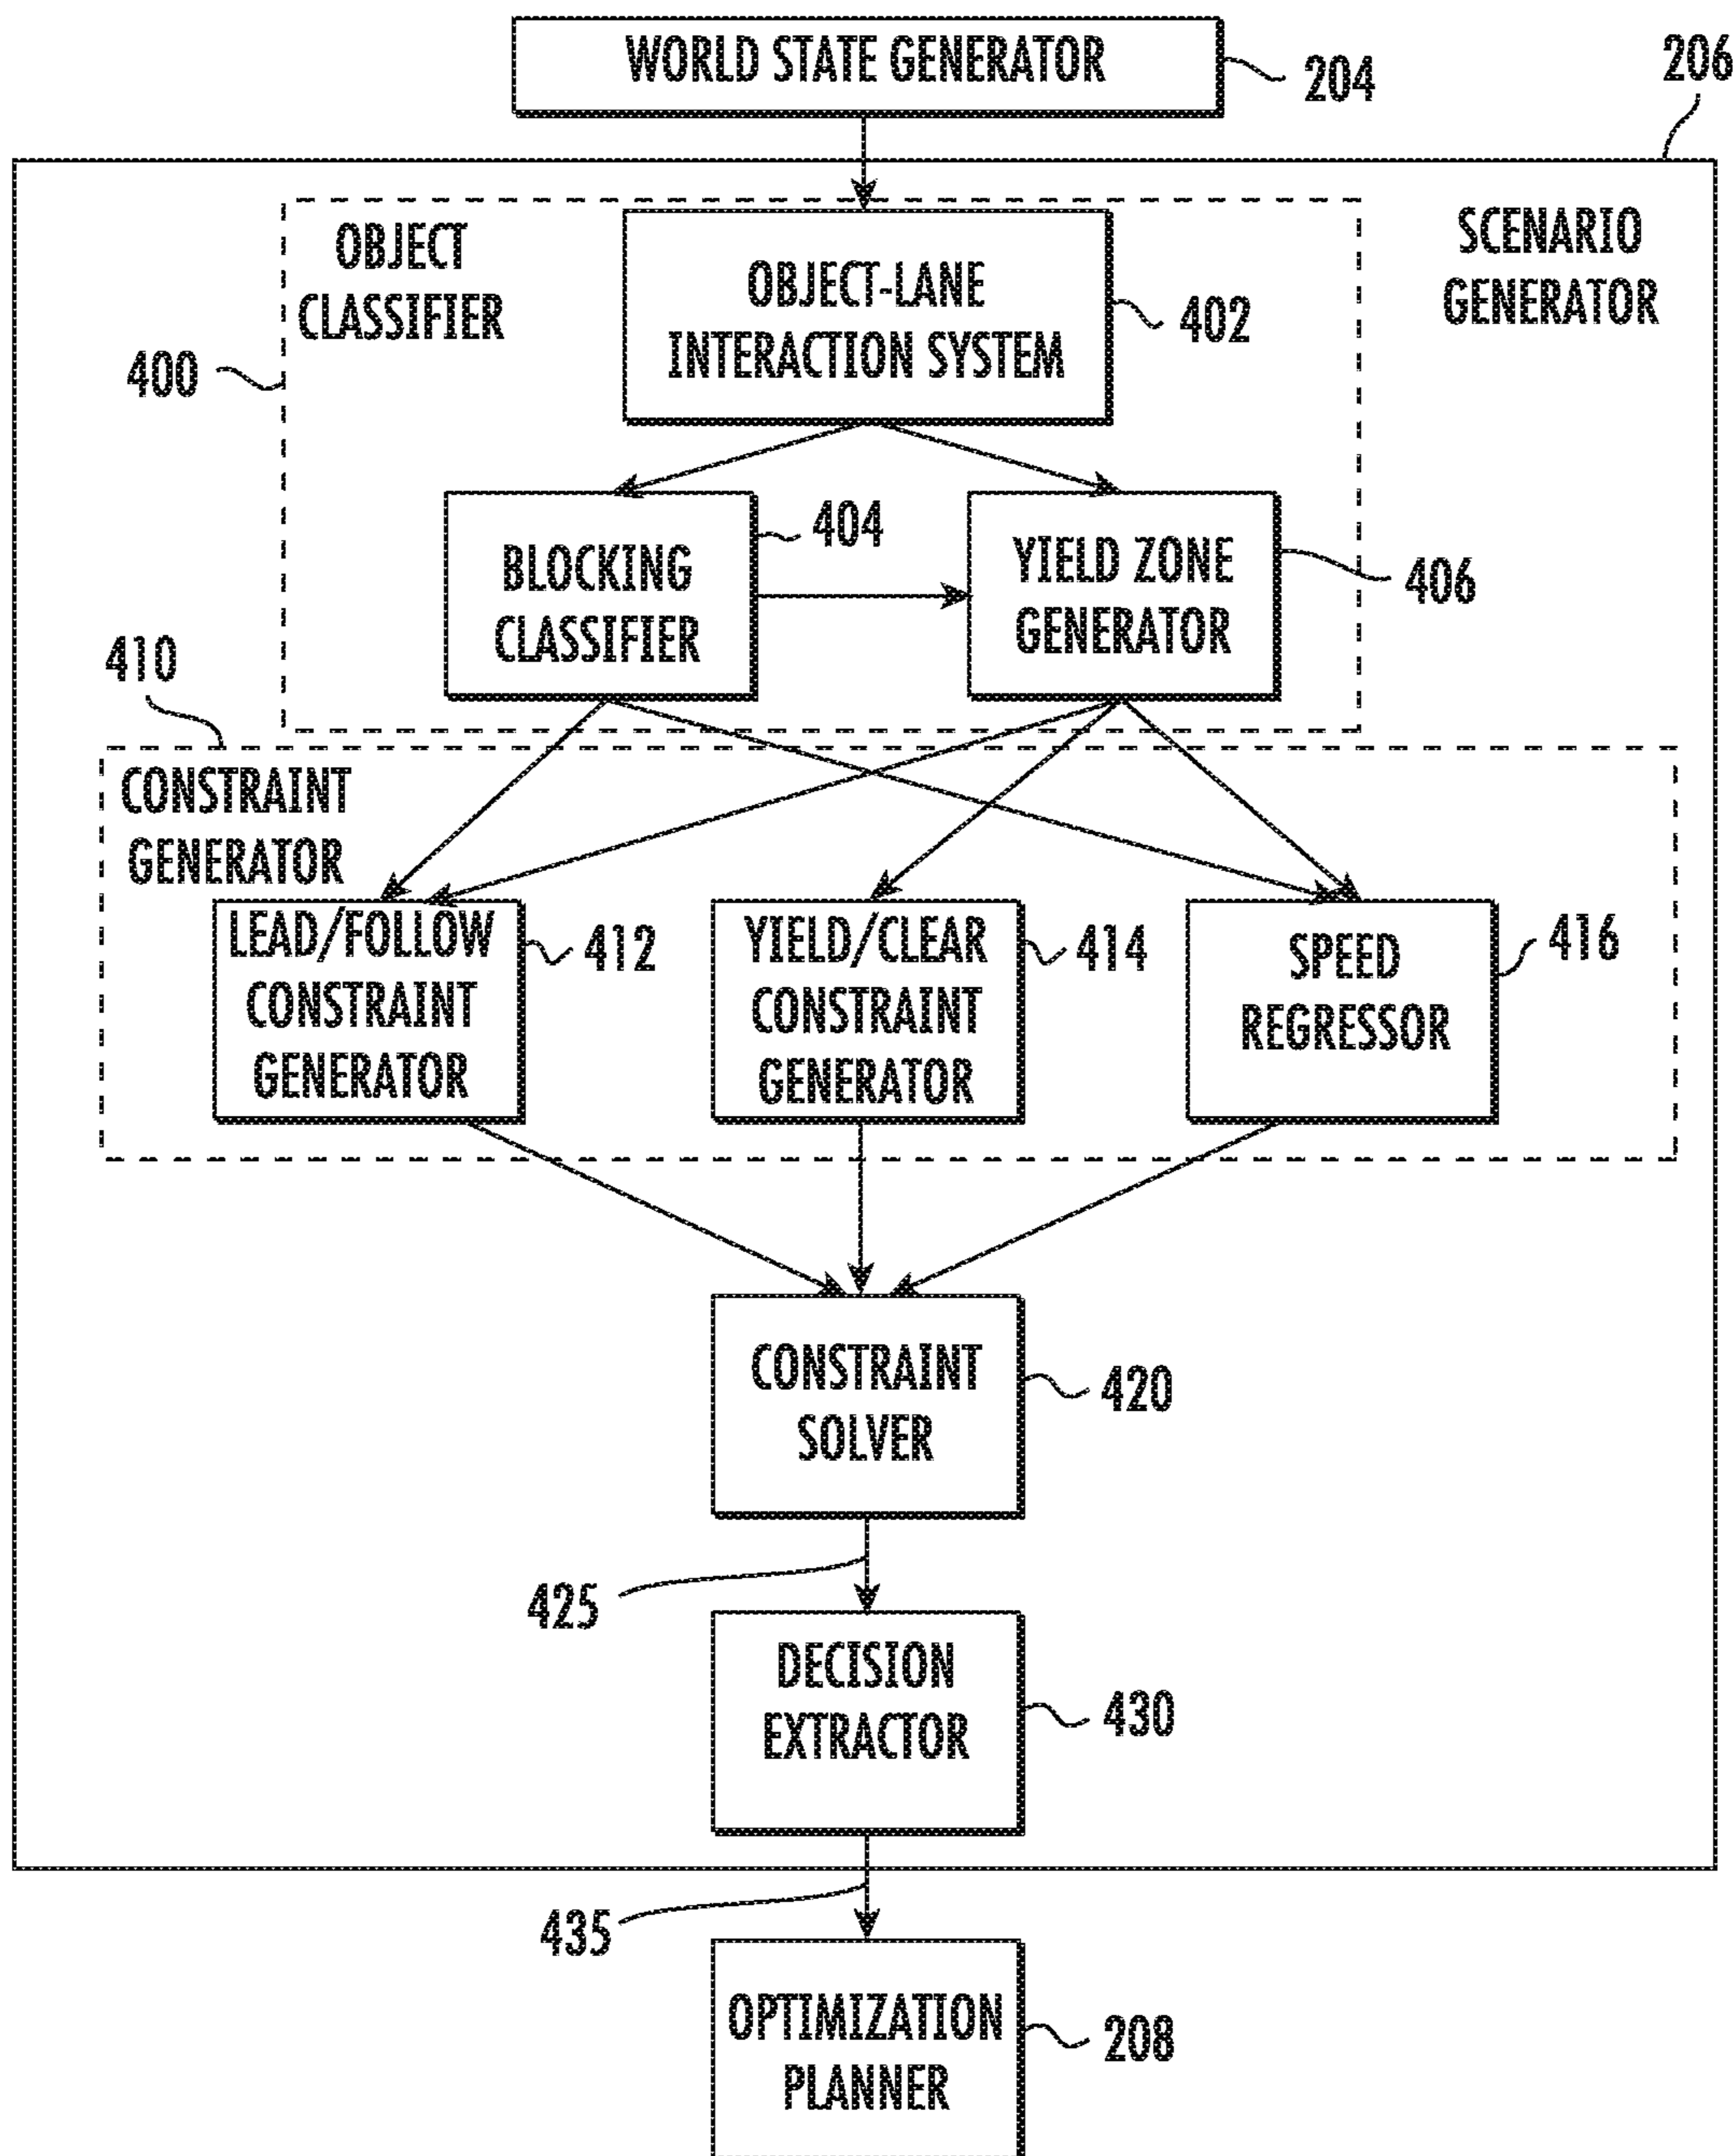 WORLD STATE GENERATOR
204
206
OBJECT
CLASSIFIER
SCENARIO
GENERATOR
OBJECT-LANE
INTERACTION SYSTEM
402
400
BLOCKING
CLASSIFIER
404
YIELD ZONE
GENERATOR
406
410
CONSTRAINT
GENERATOR
LEAD/FOLLOW
CONSTRAINT
GENERATOR
412
YIELD/CLEAR
CONSTRAINT
GENERATOR
414
SPEED
REGRESSOR
416
CONSTRAINT
SOLVER
420
425
DECISION
EXTRACTOR
430
435
OPTIMIZATION
PLANNER
208